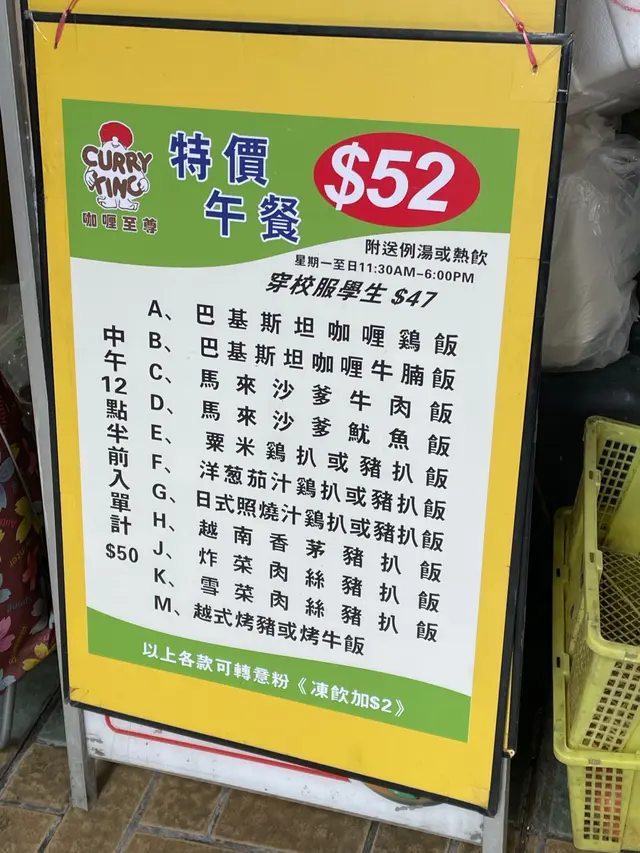 CURRY
KING
咖喱至尊
特價
午餐
$52
附送例湯或熱飲
星期一至日11:30AM-6:00PM
穿校服學生 $47
中午12點半前入單計$50
A、巴基斯坦咖喱鷄飯
B、巴基斯坦咖喱牛腩飯
C、馬來沙爹牛肉飯
D、馬來沙爹魷魚飯
E、粟米鷄扒或豬扒飯
F、洋葱茄汁鷄扒或豬扒飯
G、日式照燒汁鷄扒或豬扒飯
H、越南香茅豬扒飯
J、炸菜肉絲豬扒飯
K、雪菜肉絲豬扒飯
M、越式烤豬或烤牛飯
以上各款可轉意粉《凍飲加$2》